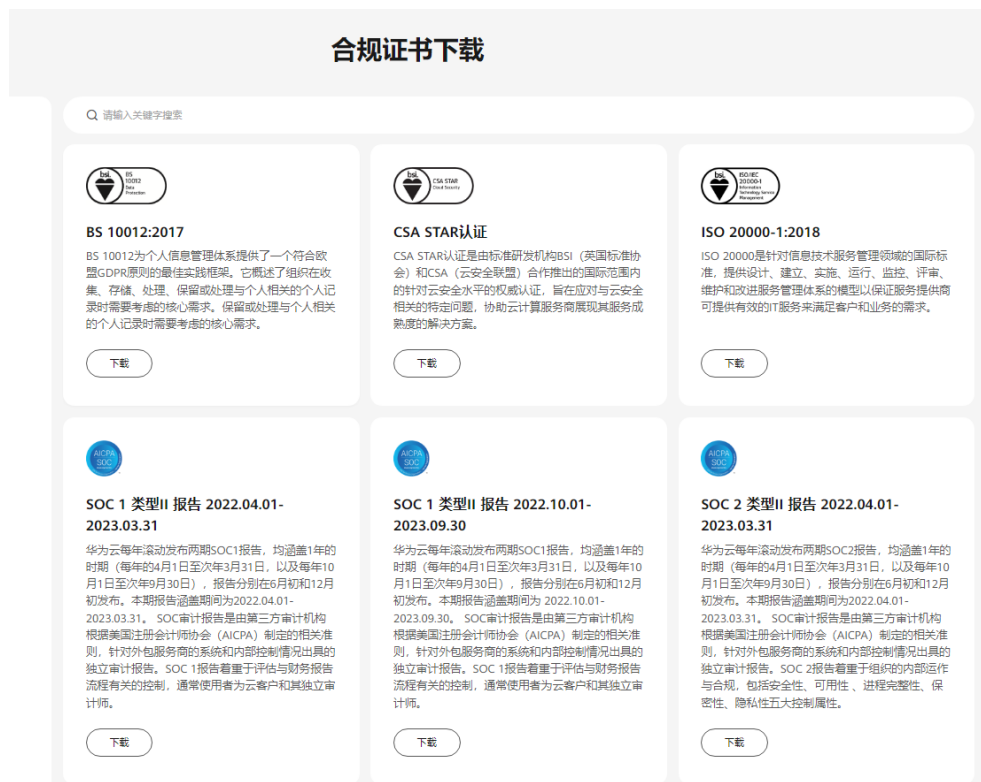 合规证书下载
请输入关键字搜索
bsi. BS 10012 Data Protection
BS 10012:2017
BS 10012为个人信息管理体系提供了一个符合欧
盟GDPR原则的最佳实践框架。它概述了组织在收
集、存储、处理、保留或处理与个人相关的个人记
录时需要考虑的核心需求。保留或处理与个人相关
的个人记录时需要考虑的核心需求。
下载
bsi. CSA STAR Cloud Security
CSA STAR认证
CSA STAR认证是由标准研发机构BSI（英国标准协
会）和CSA（云安全联盟）合作推出的国际范围内
的针对云安全水平的权威认证，旨在应对与云安全
相关的特定问题，协助云计算服务商展现其服务成
熟度的解决方案。
下载
bsi. ISO/IEC 20000-1 Information Technology Service Management
ISO 20000-1:2018
ISO 20000是针对信息技术服务管理领域的国际标
准，提供设计、建立、实施、运行、监控、评审、
维护和改进服务管理体系的模型以保证服务提供商
可提供有效的IT服务来满足客户和业务的需求。
下载
AICPA
SOC
SOC 1 类型II 报告 2022.04.01-
2023.03.31
华为云每年滚动发布两期SOC1报告，均涵盖1年的
时期（每年的4月1日至次年3月31日，以及每年10
月1日至次年9月30日），报告分别在6月初和12月
初发布。本期报告涵盖期间为2022.04.01-
2023.03.31。 SOC审计报告是由第三方审计机构
根据美国注册会计师协会（AICPA）制定的相关准
则，针对外包服务商的系统和内部控制情况出具的
独立审计报告。SOC 1报告着重于评估与财务报告
流程有关的控制，通常使用者为云客户和其独立审
计师。
下载
AICPA
SOC
SOC 1 类型II 报告 2022.10.01-
2023.09.30
华为云每年滚动发布两期SOC1报告，均涵盖1年的
时期（每年的4月1日至次年3月31日，以及每年10
月1日至次年9月30日），报告分别在6月初和12月
初发布。本期报告涵盖期间为 2022.10.01-
2023.09.30。 SOC审计报告是由第三方审计机构
根据美国注册会计师协会（AICPA）制定的相关准
则，针对外包服务商的系统和内部控制情况出具的
独立审计报告。SOC 1报告着重于评估与财务报告
流程有关的控制，通常使用者为云客户和其独立审
计师。
下载
AICPA
SOC
SOC 2 类型II 报告 2022.04.01-
2023.03.31
华为云每年滚动发布两期SOC2报告，均涵盖1年的
时期（每年的4月1日至次年3月31日，以及每年10
月1日至次年9月30日），报告分别在6月初和12月
初发布。本期报告涵盖期间为2022.04.01-
2023.03.31。 SOC审计报告是由第三方审计机构
根据美国注册会计师协会（AICPA）制定的相关准
则，针对外包服务商的系统和内部控制情况出具的
独立审计报告。SOC 2报告着重于组织的内部运作
与合规，包括安全性、可用性 、进程完整性、保
密性、隐私性五大控制属性。
下载